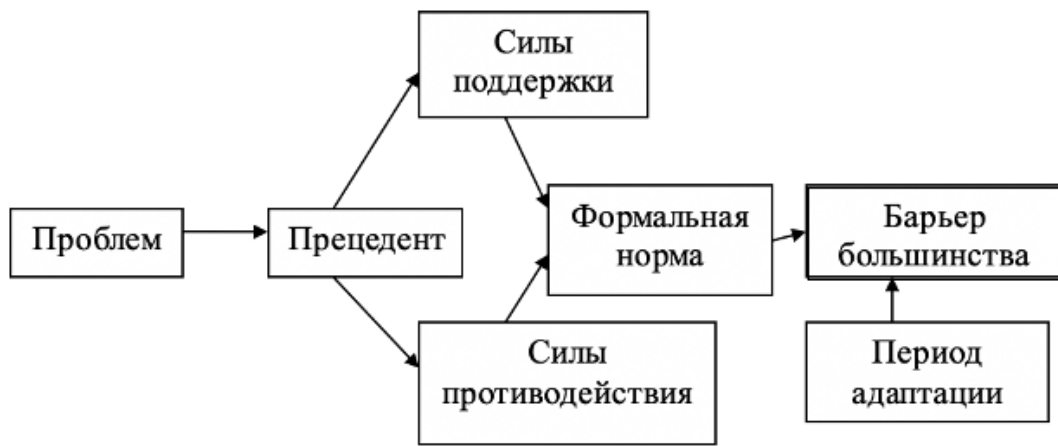 Проблем
Прецедент
Силы
поддержки
Силы
противодействия
Формальная
норма
Барьер
большинства
Период
адаптации